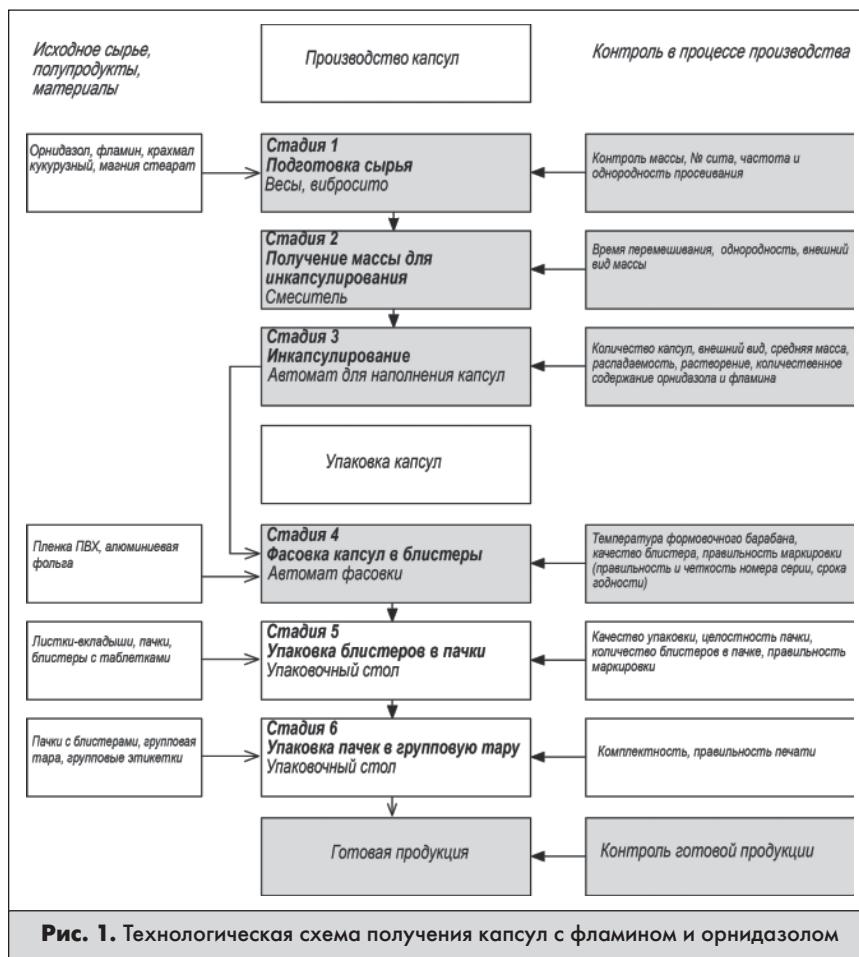 Исходное сырье,
полупродукты,
материалы
Производство капсул
Контроль в процессе производства
Орнидазол, фламин, крахмал
кукурузный, магния стеарат
Стадия 1
Подготовка сырья
Весы, вибросито
Контроль массы, № сита, частота и
однородность просеивания
Стадия 2
Получение массы для
инкапсулирования
Смеситель
Время перемешивания, однородность, внешний
вид массы
Стадия 3
Инкапсулирование
Автомат для наполнения капсул
Количество капсул, внешний вид, средняя масса,
распадаемость, растворение, количественное
содержание орнидазола и фламина
Упаковка капсул
Пленка ПВХ, алюминиевая
фольга
Стадия 4
Фасовка капсул в блистеры
Автомат фасовки
Температура формовочного барабана,
качество блистера, правильность маркировки
(правильность и четкость номера серии, срока
годности)
Листки-вкладыши, пачки,
блистеры с таблетками
Стадия 5
Упаковка блистеров в пачки
Упаковочный стол
Качество упаковки, целостность пачки,
количество блистеров в пачке, правильность
маркировки
Пачки с блистерами, групповая
тара, групповые этикетки
Стадия 6
Упаковка пачек в групповую тару
Упаковочный стол
Комплектность, правильность печати
Готовая продукция
Контроль готовой продукции
Рис. 1. Технологическая схема получения капсул с фламином и орнидазолом